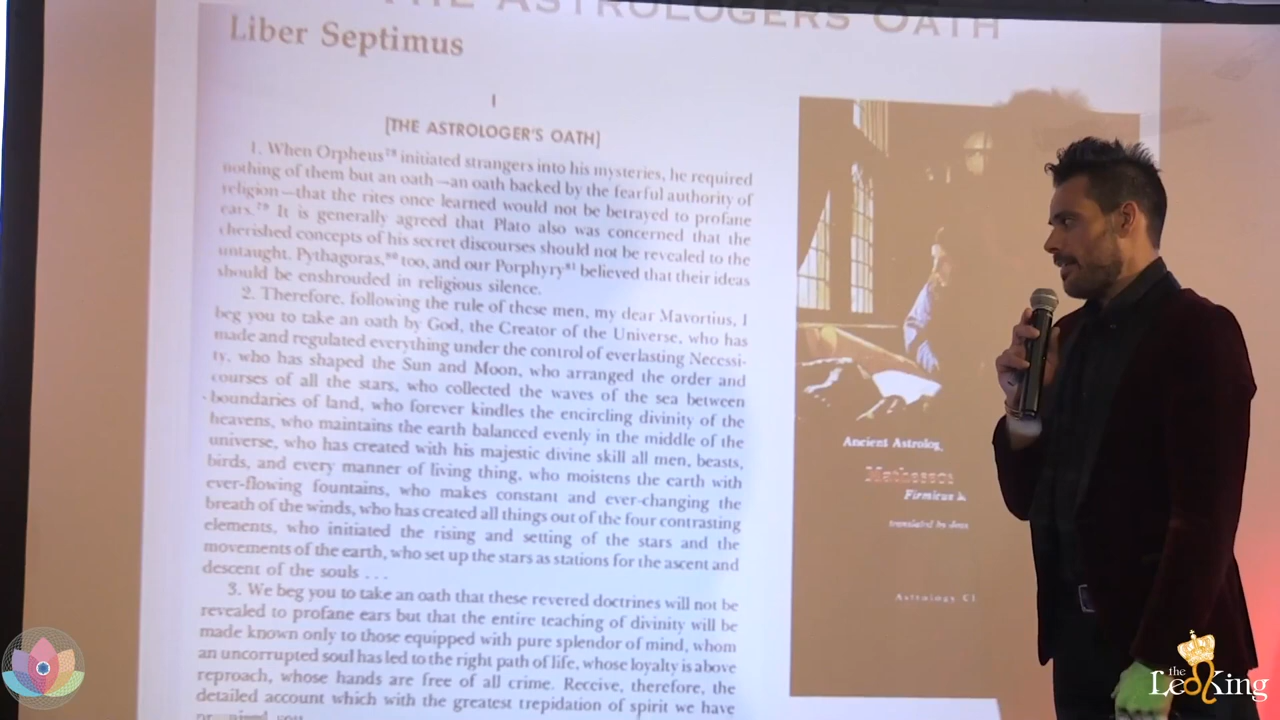 THE ASTROLOGERS OATH
Liber Septimus
I
[THE ASTROLOGER'S OATH]
1. When Orpheus⁷⁸ initiated strangers into his mysteries, he required
nothing of them but an oath—an oath backed by the fearful authority of
religion—that the rites once learned would not be betrayed to profane
ears.⁷⁹ It is generally agreed that Plato also was concerned that the
cherished concepts of his secret discourses should not be revealed to the
untaught. Pythagoras,⁸⁰ too, and our Porphyry⁸¹ believed that their ideas
should be enshrouded in religious silence.
2. Therefore, following the rule of these men, my dear Mavortius, I
beg you to take an oath by God, the Creator of the Universe, who has
made and regulated everything under the control of everlasting Necessi-
ty, who has shaped the Sun and Moon, who arranged the order and
courses of all the stars, who collected the waves of the sea between
boundaries of land, who forever kindles the encircling divinity of the
heavens, who maintains the earth balanced evenly in the middle of the
universe, who has created with his majestic divine skill all men, beasts,
birds, and every manner of living thing, who moistens the earth with
ever-flowing fountains, who makes constant and ever-changing the
breath of the winds, who has created all things out of the four contrasting
elements, who initiated the rising and setting of the stars and the
movements of the earth, who set up the stars as stations for the ascent and
descent of the souls . . .
3. We beg you to take an oath that these revered doctrines will not be
revealed to profane ears but that the entire teaching of divinity will be
made known only to those equipped with pure splendor of mind, whom
an uncorrupted soul has led to the right path of life, whose loyalty is above
reproach, whose hands are free of all crime. Receive, therefore, the
detailed account which with the greatest trepidation of spirit we have
Ancient Astrolog
Firmicus
translated by
Astrology Cl
the
LeoKing